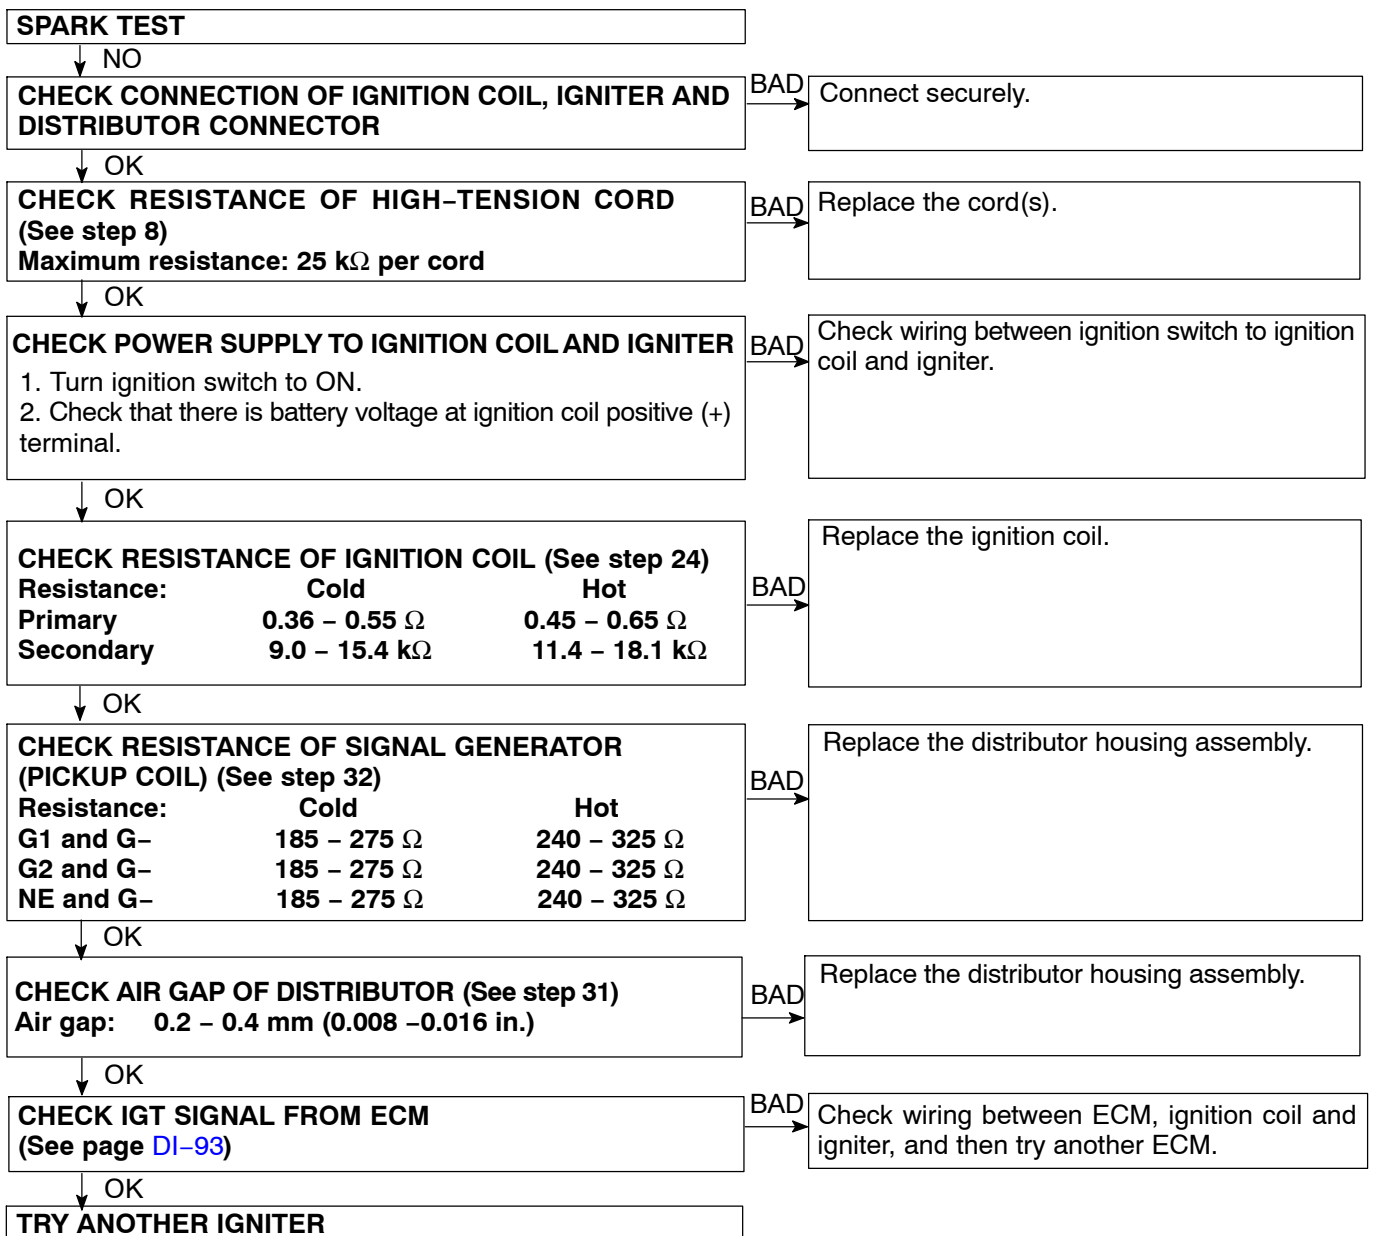 SPARK TEST
NO
CHECK CONNECTION OF IGNITION COIL, IGNITER AND
DISTRIBUTOR CONNECTOR
BAD
Connect securely.
OK
CHECK RESISTANCE OF HIGH–TENSION CORD
(See step 8)
Maximum resistance: 25 kΩ per cord
BAD
Replace the cord(s).
OK
CHECK POWER SUPPLY TO IGNITION COIL AND IGNITER
1. Turn ignition switch to ON.
2. Check that there is battery voltage at ignition coil positive (+)
terminal.
BAD
Check wiring between ignition switch to ignition
coil and igniter.
OK
CHECK RESISTANCE OF IGNITION COIL (See step 24)
Resistance: Cold Hot
Primary 0.36 – 0.55 Ω 0.45 – 0.65 Ω
Secondary 9.0 – 15.4 kΩ 11.4 – 18.1 kΩ
BAD
Replace the ignition coil.
OK
CHECK RESISTANCE OF SIGNAL GENERATOR
(PICKUP COIL) (See step 32)
Resistance: Cold Hot
G1 and G– 185 – 275 Ω 240 – 325 Ω
G2 and G– 185 – 275 Ω 240 – 325 Ω
NE and G– 185 – 275 Ω 240 – 325 Ω
BAD
Replace the distributor housing assembly.
OK
CHECK AIR GAP OF DISTRIBUTOR (See step 31)
Air gap: 0.2 – 0.4 mm (0.008 –0.016 in.)
BAD
Replace the distributor housing assembly.
OK
CHECK IGT SIGNAL FROM ECM
(See page DI–93)
BAD
Check wiring between ECM, ignition coil and
igniter, and then try another ECM.
OK
TRY ANOTHER IGNITER